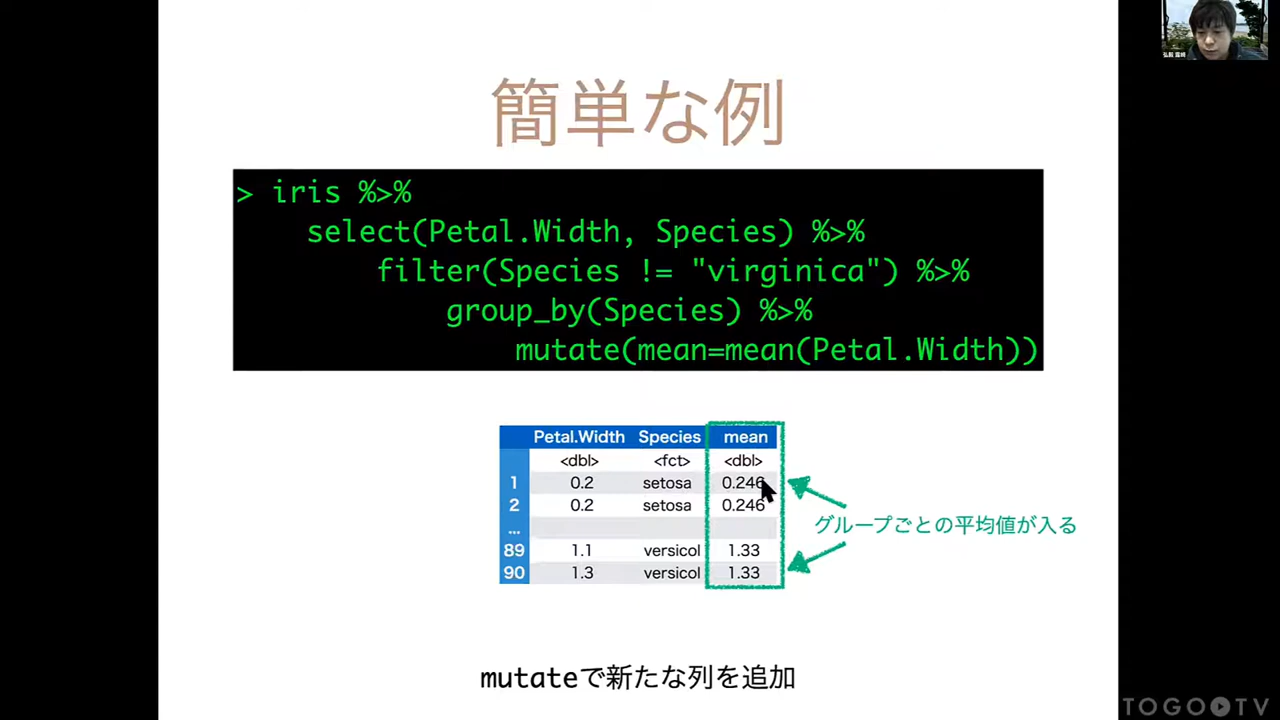 簡単な例
> iris %>%
select(Petal.Width, Species) %>%
filter(Species != "virginica") %>%
group_by(Species) %>%
mutate(mean=mean(Petal.Width))
Petal.Width Species mean
<dbl> <fct> <dbl>
1 0.2 setosa 0.246
2 0.2 setosa 0.246
...
89 1.1 versicol 1.33
90 1.3 versicol 1.33
グループごとの平均値が入る
mutateで新たな列を追加
TOGO TV